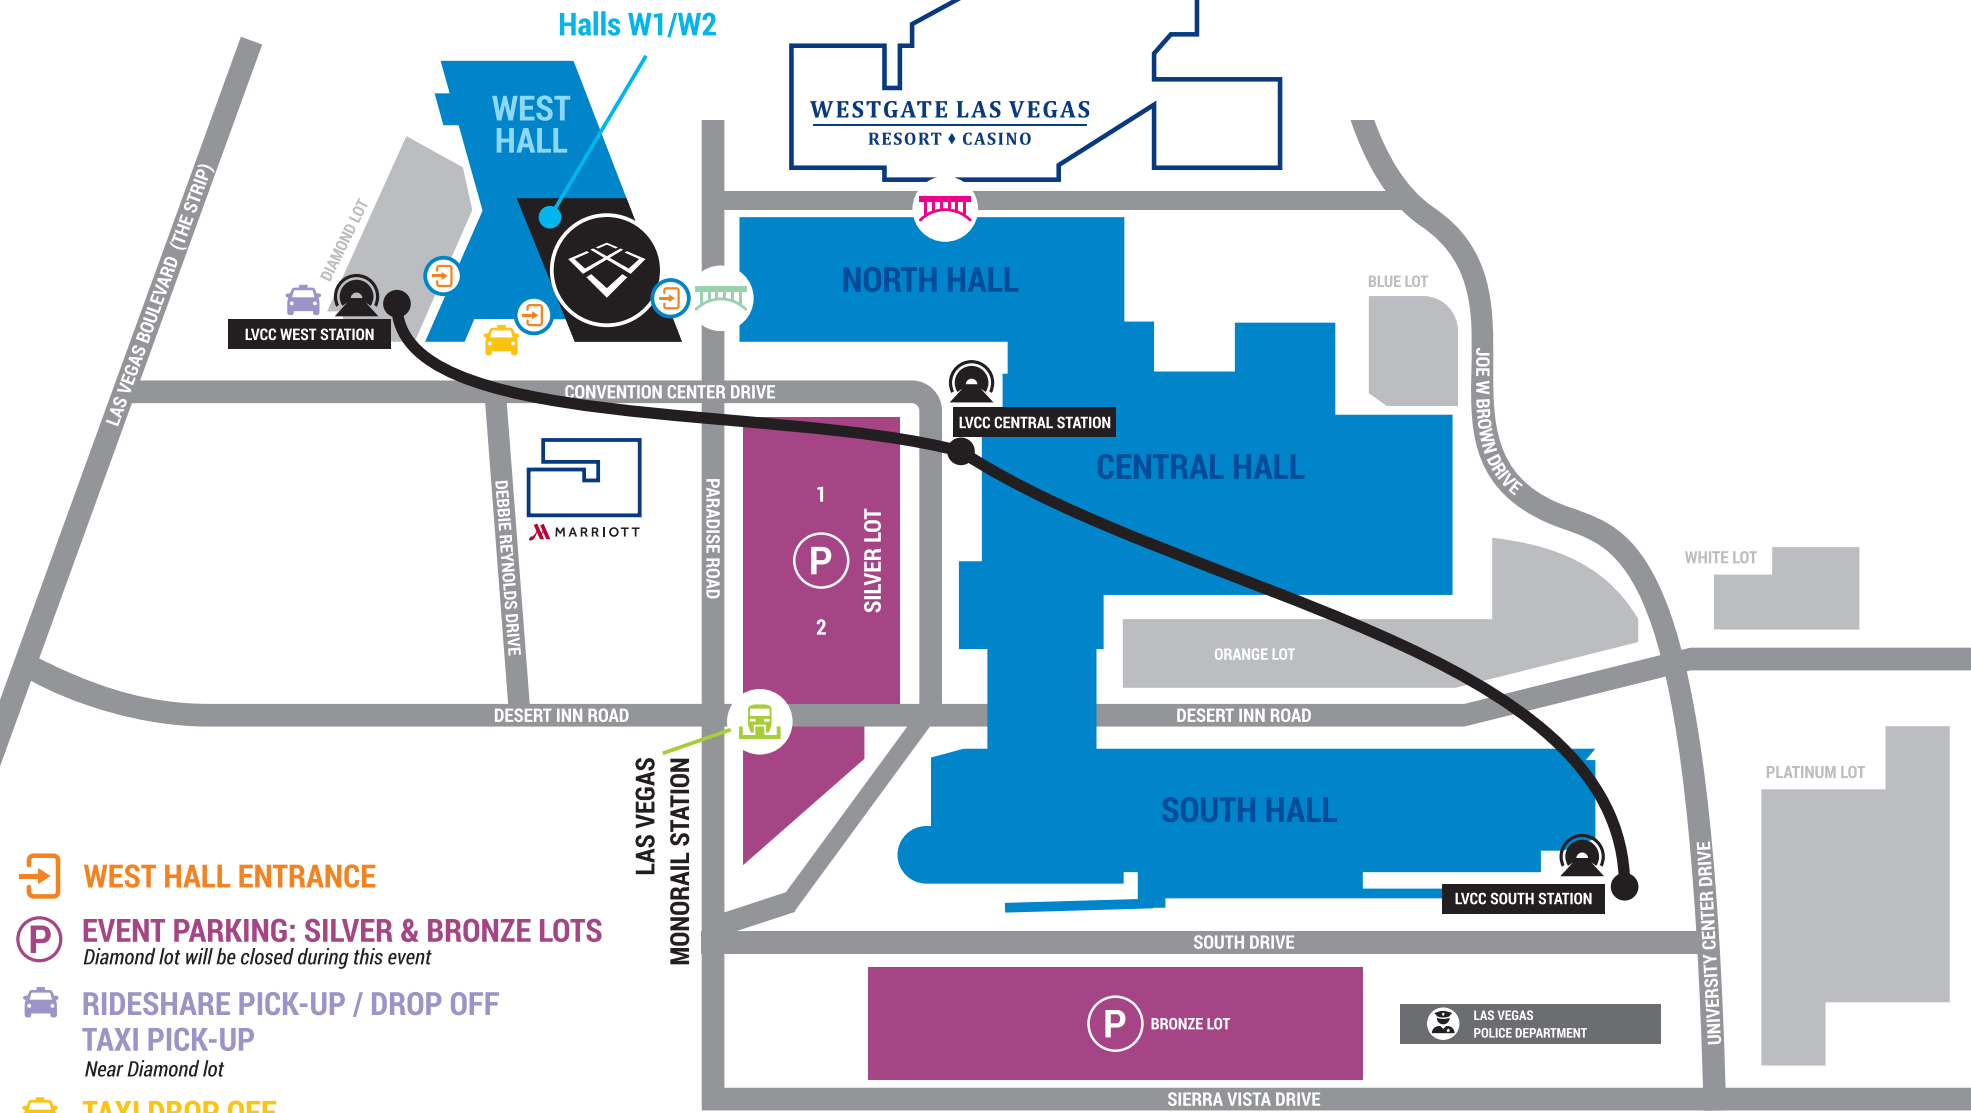 Halls W1/W2
WEST
HALL
WESTGATE LAS VEGAS
RESORT ♦ CASINO
LAS VEGAS BOULEVARD (THE STRIP)
DIAMOND LOT
LVCC WEST STATION
NORTH HALL
BLUE LOT
JOE W BROWN DRIVE
CONVENTION CENTER DRIVE
LVCC CENTRAL STATION
CENTRAL HALL
MARRIOTT
DEBBIE REYNOLDS DRIVE
PARADISE ROAD
1
P
2
SILVER LOT
WHITE LOT
ORANGE LOT
DESERT INN ROAD
DESERT INN ROAD
LAS VEGAS
MONORAIL STATION
PLATINUM LOT
SOUTH HALL
LVCC SOUTH STATION
UNIVERSITY CENTER DRIVE
SOUTH DRIVE
P
BRONZE LOT
LAS VEGAS
POLICE DEPARTMENT
SIERRA VISTA DRIVE
WEST HALL ENTRANCE
P
EVENT PARKING: SILVER & BRONZE LOTS
Diamond lot will be closed during this event
RIDESHARE PICK-UP / DROP OFF
TAXI PICK-UP
Near Diamond lot
TAXI DROP OFF